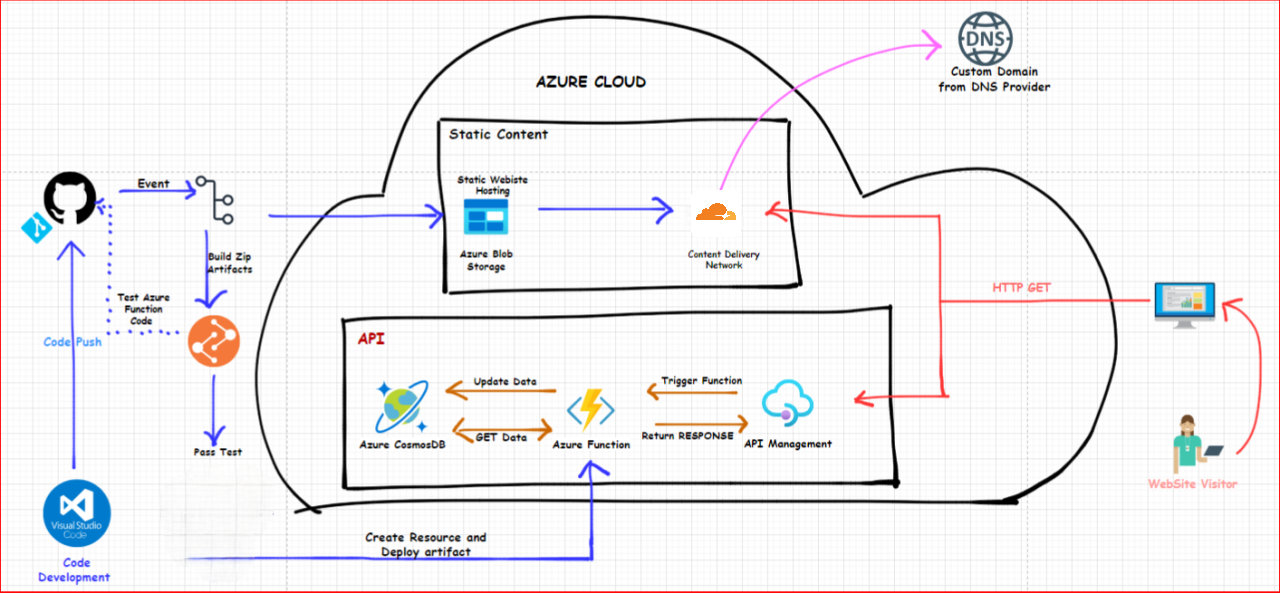 AZURE CLOUD
DNS
Custom Domain
from DNS Provider
Static Content
Static Webiste
Hosting
Azure Blob
Storage
Content Delivery
Network
Event
Build Zip
Artifacts
Test Azure
Function
Code
Code Push
Pass Test
HTTP GET
API
Update Data
GET Data
Azure CosmosDB
Azure Function
Trigger Function
Return RESPONSE
API Management
WebSite Visitor
Visual Studio
Code
Code
Development
Create Resource and
Deploy artifact